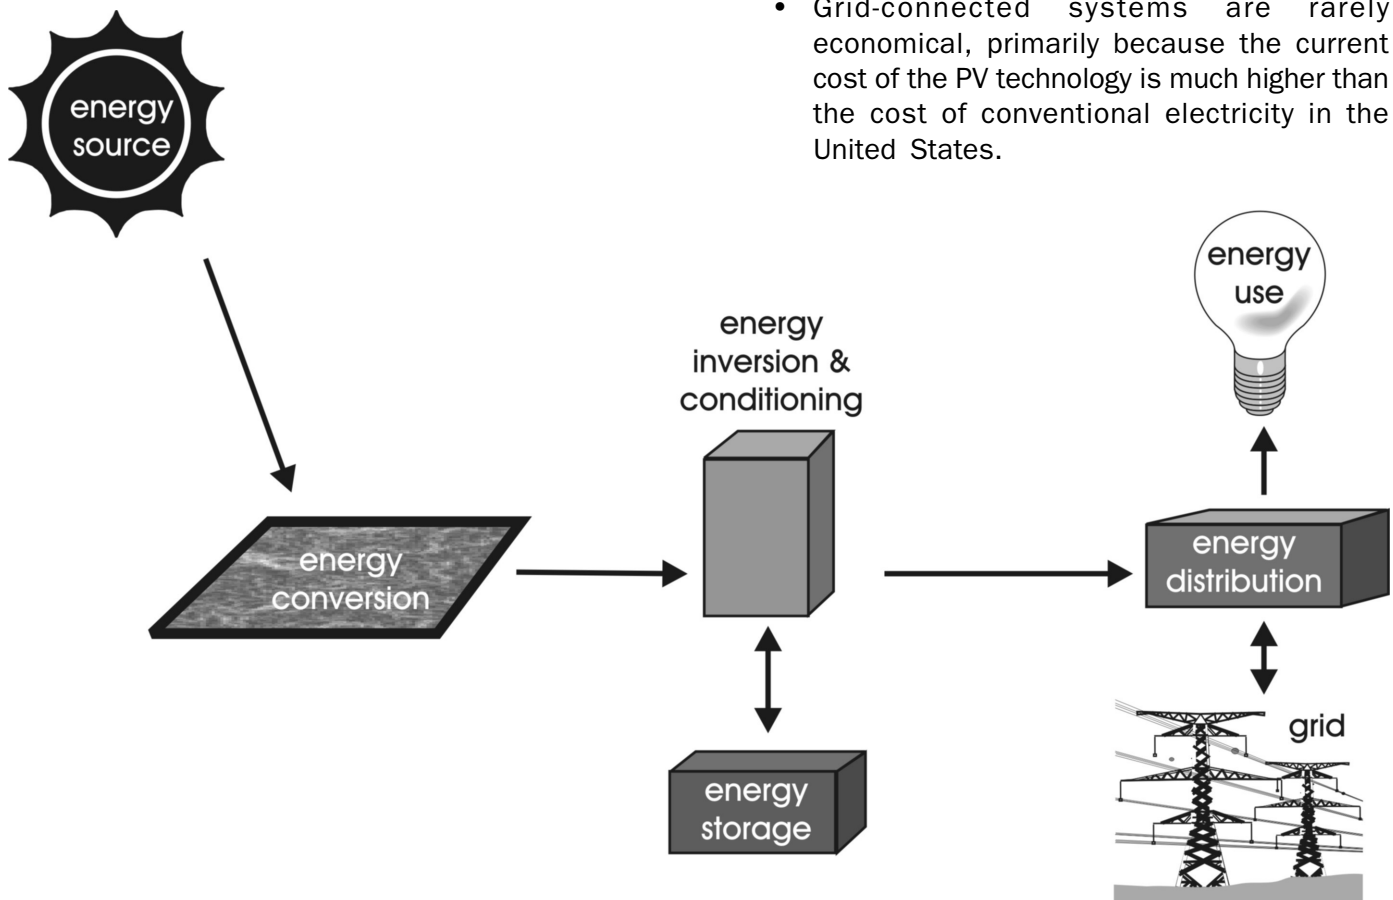 • Grid-connected systems are rarely
economical, primarily because the current
cost of the PV technology is much higher than
the cost of conventional electricity in the
United States.
energy
source
energy
use
energy
inversion &
conditioning
energy
conversion
energy
distribution
energy
storage
grid